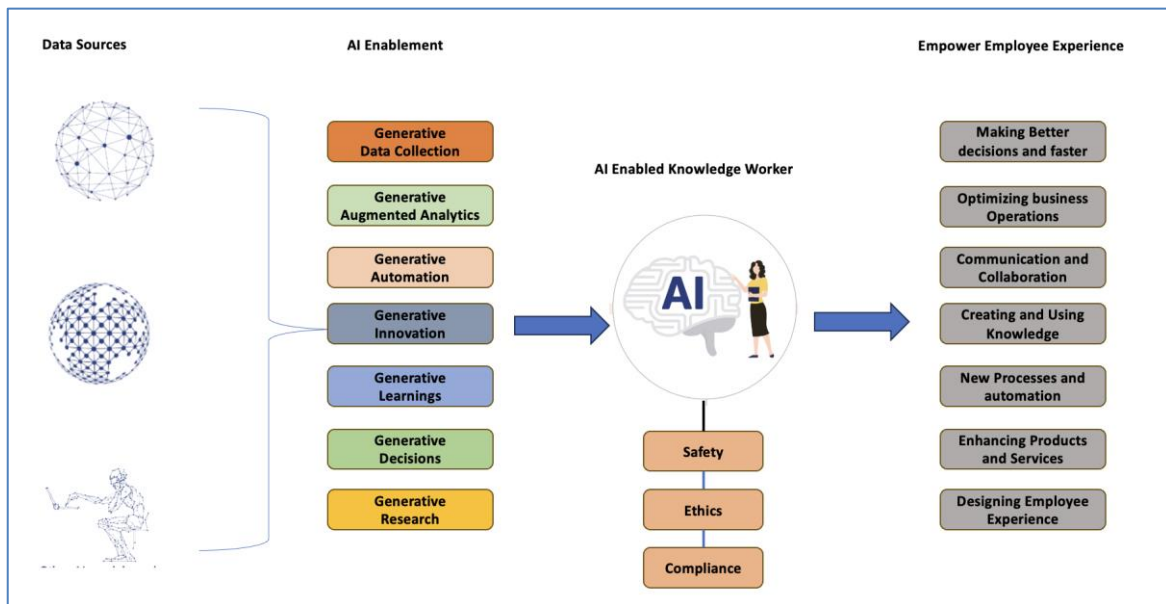 Data Sources
AI Enablement
Empower Employee Experience
Generative
Data Collection
Generative
Augmented Analytics
Generative
Automation
Generative
Innovation
Generative
Learnings
Generative
Decisions
Generative
Research
AI Enabled Knowledge Worker
AI
Safety
Ethics
Compliance
Making Better
decisions and faster
Optimizing business
Operations
Communication and
Collaboration
Creating and Using
Knowledge
New Processes and
automation
Enhancing Products
and Services
Designing Employee
Experience